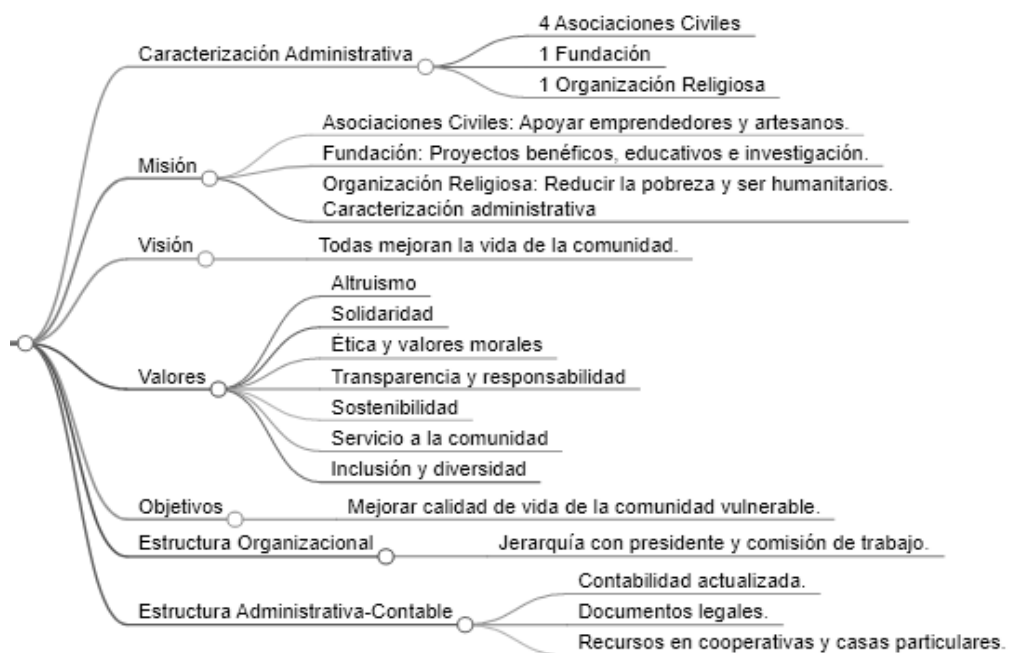 Caracterización Administrativa
4 Asociaciones Civiles
1 Fundación
1 Organización Religiosa
Misión
Asociaciones Civiles: Apoyar emprendedores y artesanos.
Fundación: Proyectos benéficos, educativos e investigación.
Organización Religiosa: Reducir la pobreza y ser humanitarios.
Caracterización administrativa
Visión
Todas mejoran la vida de la comunidad.
Valores
Altruismo
Solidaridad
Ética y valores morales
Transparencia y responsabilidad
Sostenibilidad
Servicio a la comunidad
Inclusión y diversidad
Objetivos
Mejorar calidad de vida de la comunidad vulnerable.
Estructura Organizacional
Jerarquía con presidente y comisión de trabajo.
Estructura Administrativa-Contable
Contabilidad actualizada.
Documentos legales.
Recursos en cooperativas y casas particulares.